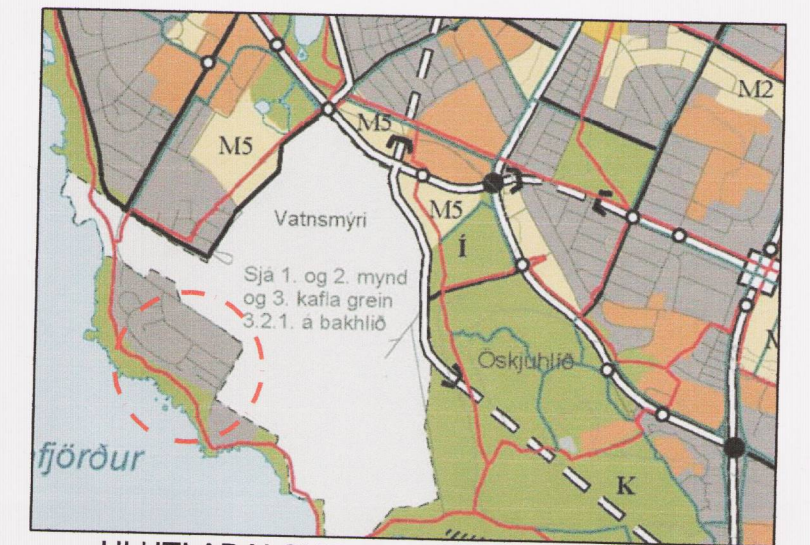 M2
M5
M5
M5
Vatnsmýri
Í
Sjá 1. og 2. mynd
og 3. kafla grein
3.2.1. á bakhlið
Öskjuhlíð
fjörður
K